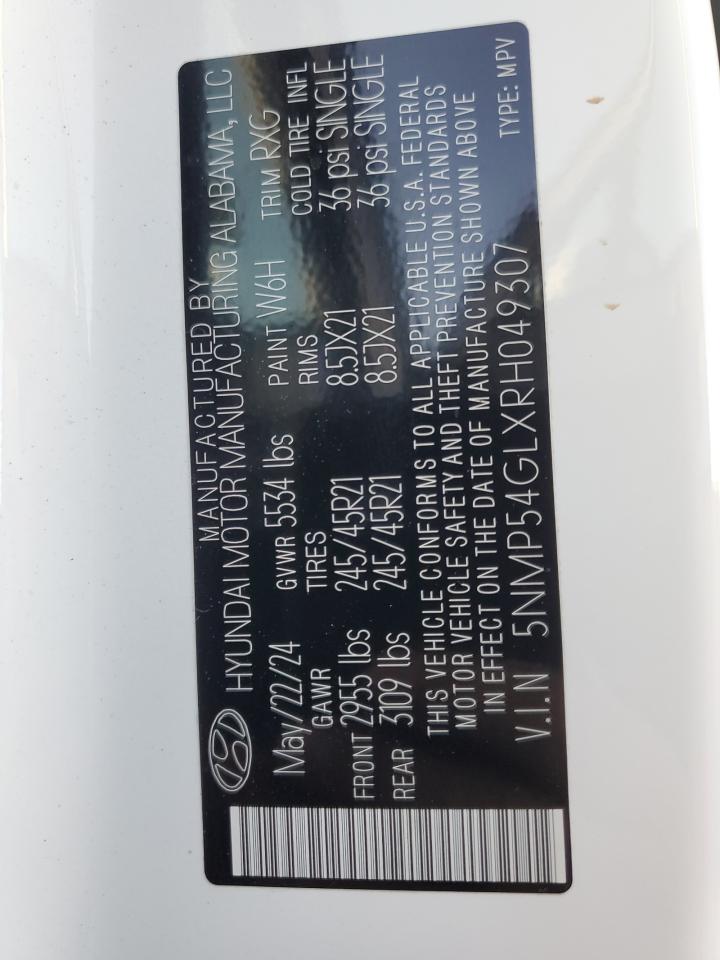 MANUFACTURED BY
HYUNDAI MOTOR MANUFACTURING ALABAMA, LLC
May/22/24 GVWR 5534 lbs PAINT W6H TRIM RXG
GAWR TIRES RIMS COLD TIRE INFL
FRONT 2955 lbs 245/45R21 8.5JX21 36 psi SINGLE
REAR 3109 lbs 245/45R21 8.5JX21 36 psi SINGLE
THIS VEHICLE CONFORMS TO ALL APPLICABLE U.S.A. FEDERAL
MOTOR VEHICLE SAFETY AND THEFT PREVENTION STANDARDS
IN EFFECT ON THE DATE OF MANUFACTURE SHOWN ABOVE
V.I.N 5NMP54GLXRH049307 TYPE: MPV